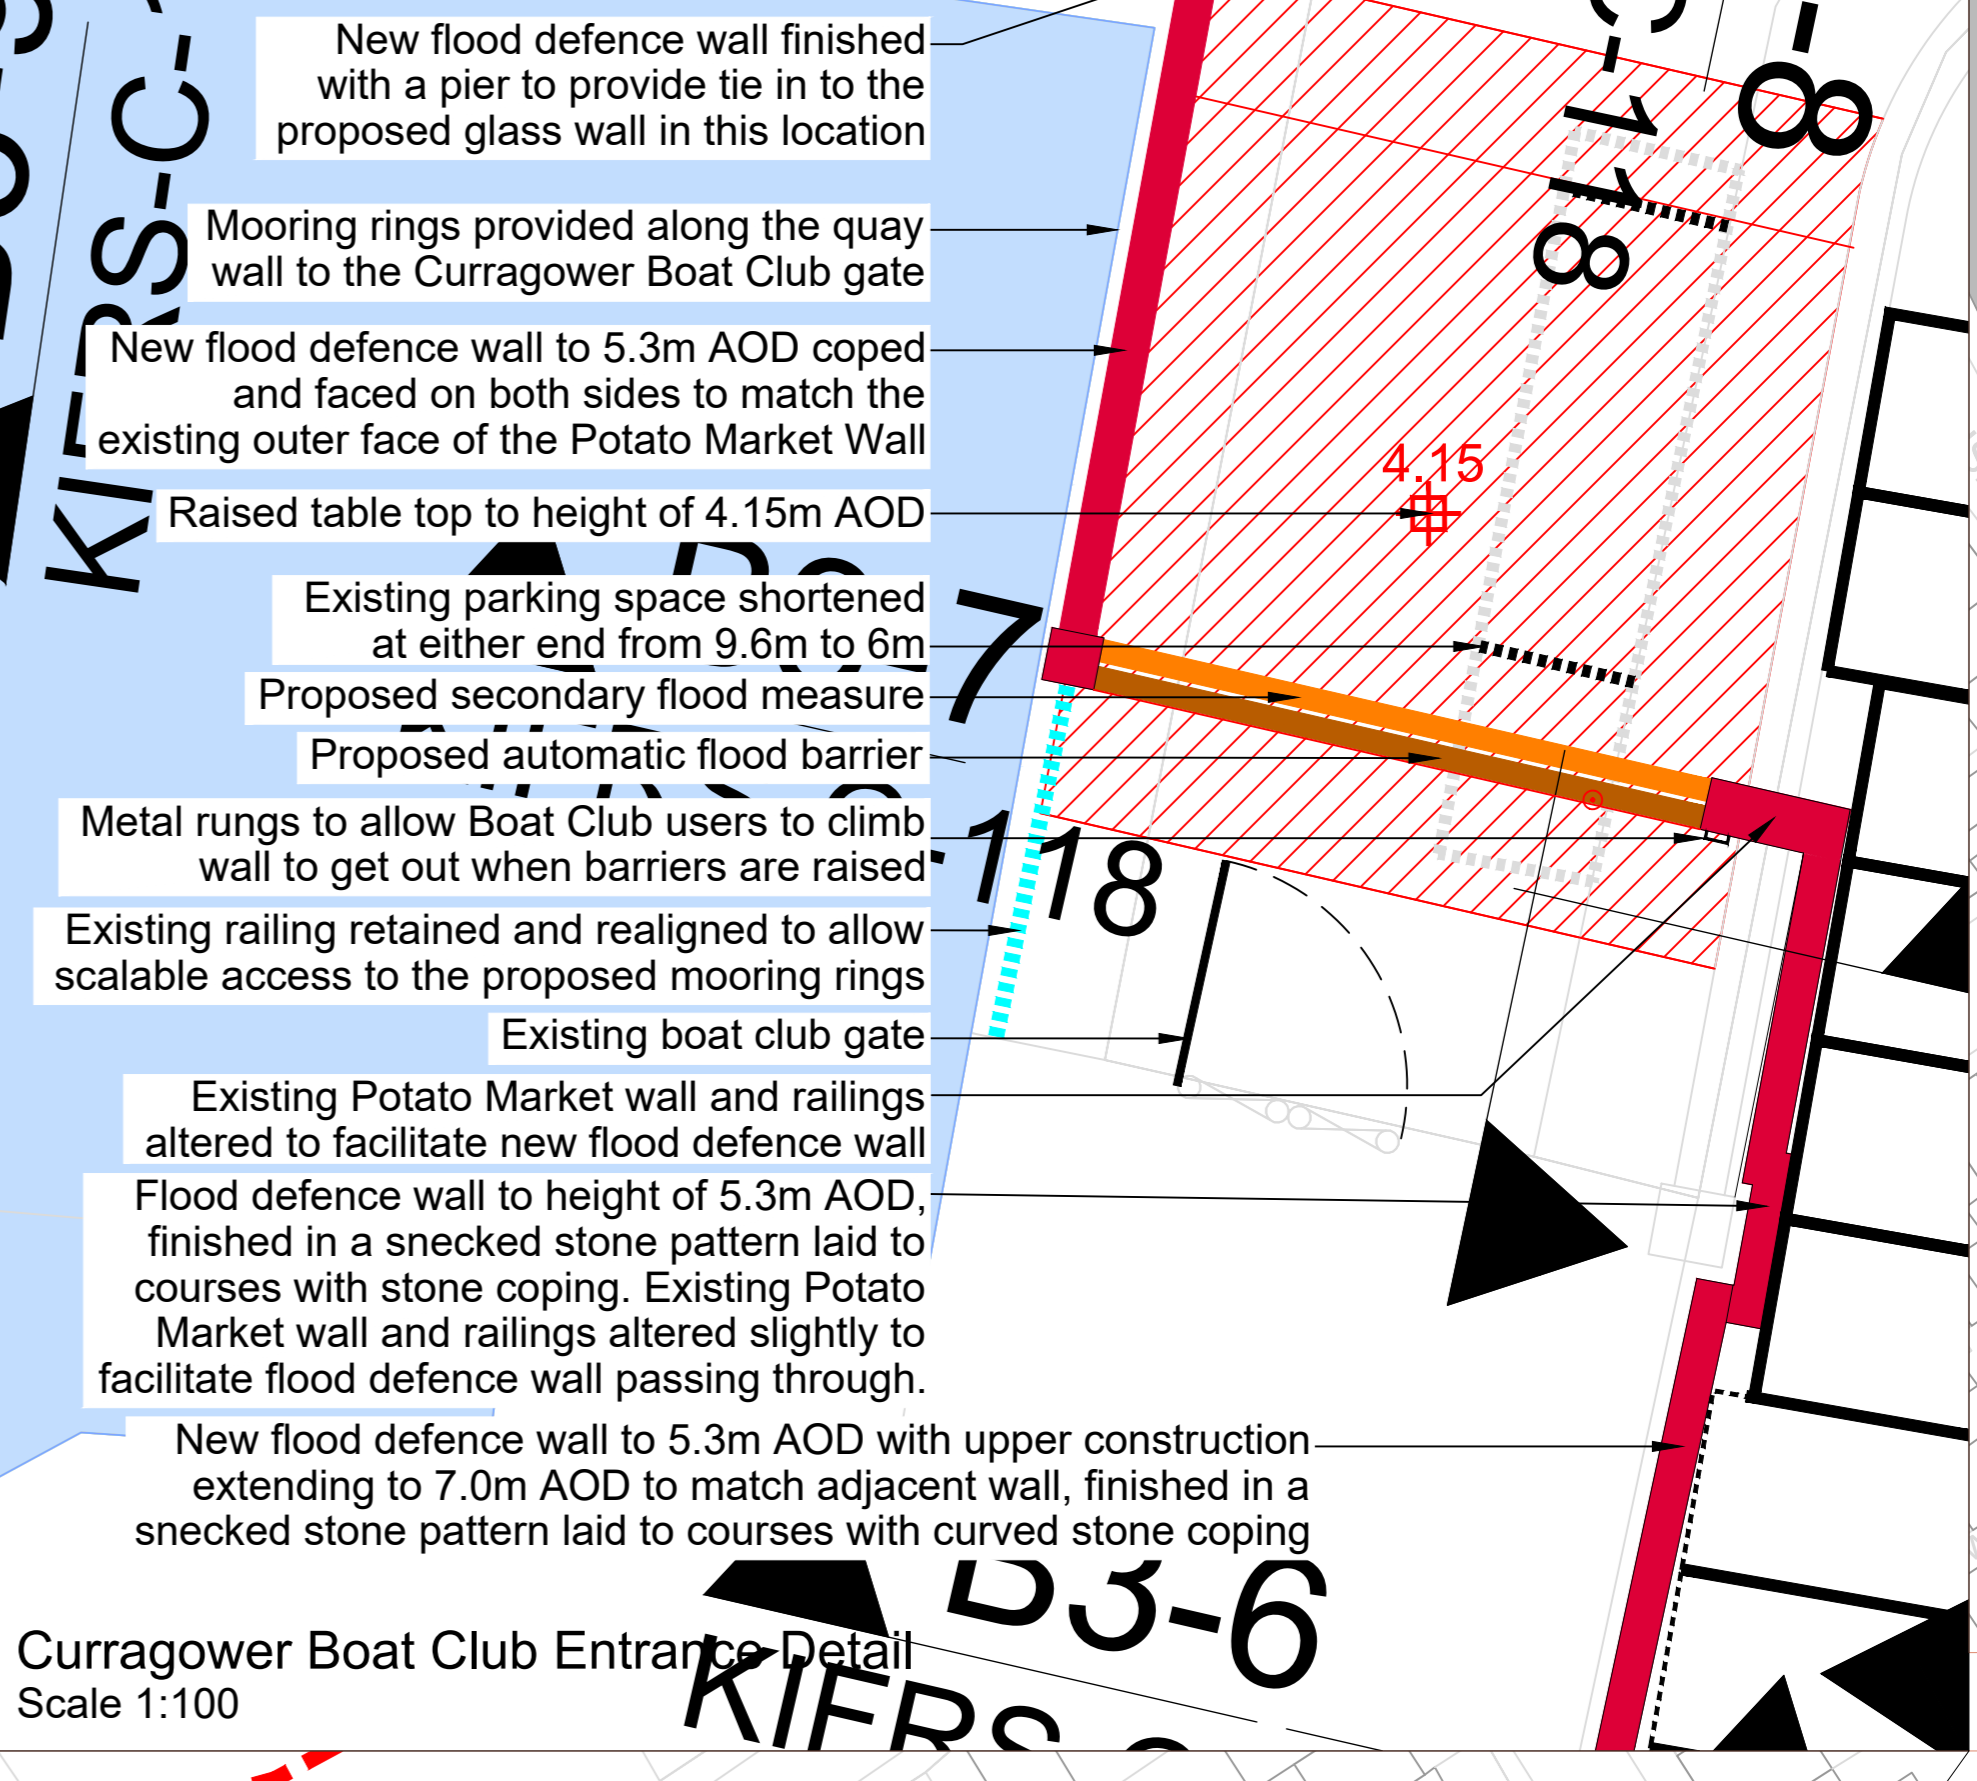 New flood defence wall finished
with a pier to provide tie in to the
proposed glass wall in this location
Mooring rings provided along the quay
wall to the Curragower Boat Club gate
New flood defence wall to 5.3m AOD coped
and faced on both sides to match the
existing outer face of the Potato Market Wall
Raised table top to height of 4.15m AOD
4.15
Existing parking space shortened
at either end from 9.6m to 6m
Proposed secondary flood measure
Proposed automatic flood barrier
Metal rungs to allow Boat Club users to climb
wall to get out when barriers are raised
Existing railing retained and realigned to allow
scalable access to the proposed mooring rings
Existing boat club gate
Existing Potato Market wall and railings
altered to facilitate new flood defence wall
Flood defence wall to height of 5.3m AOD,
finished in a snecked stone pattern laid to
courses with stone coping. Existing Potato
Market wall and railings altered slightly to
facilitate flood defence wall passing through.
New flood defence wall to 5.3m AOD with upper construction
extending to 7.0m AOD to match adjacent wall, finished in a
snecked stone pattern laid to courses with curved stone coping
B3-6
Curragower Boat Club Entrance Detail
Scale 1:100
KIERS-C-
7
-118
118
-8